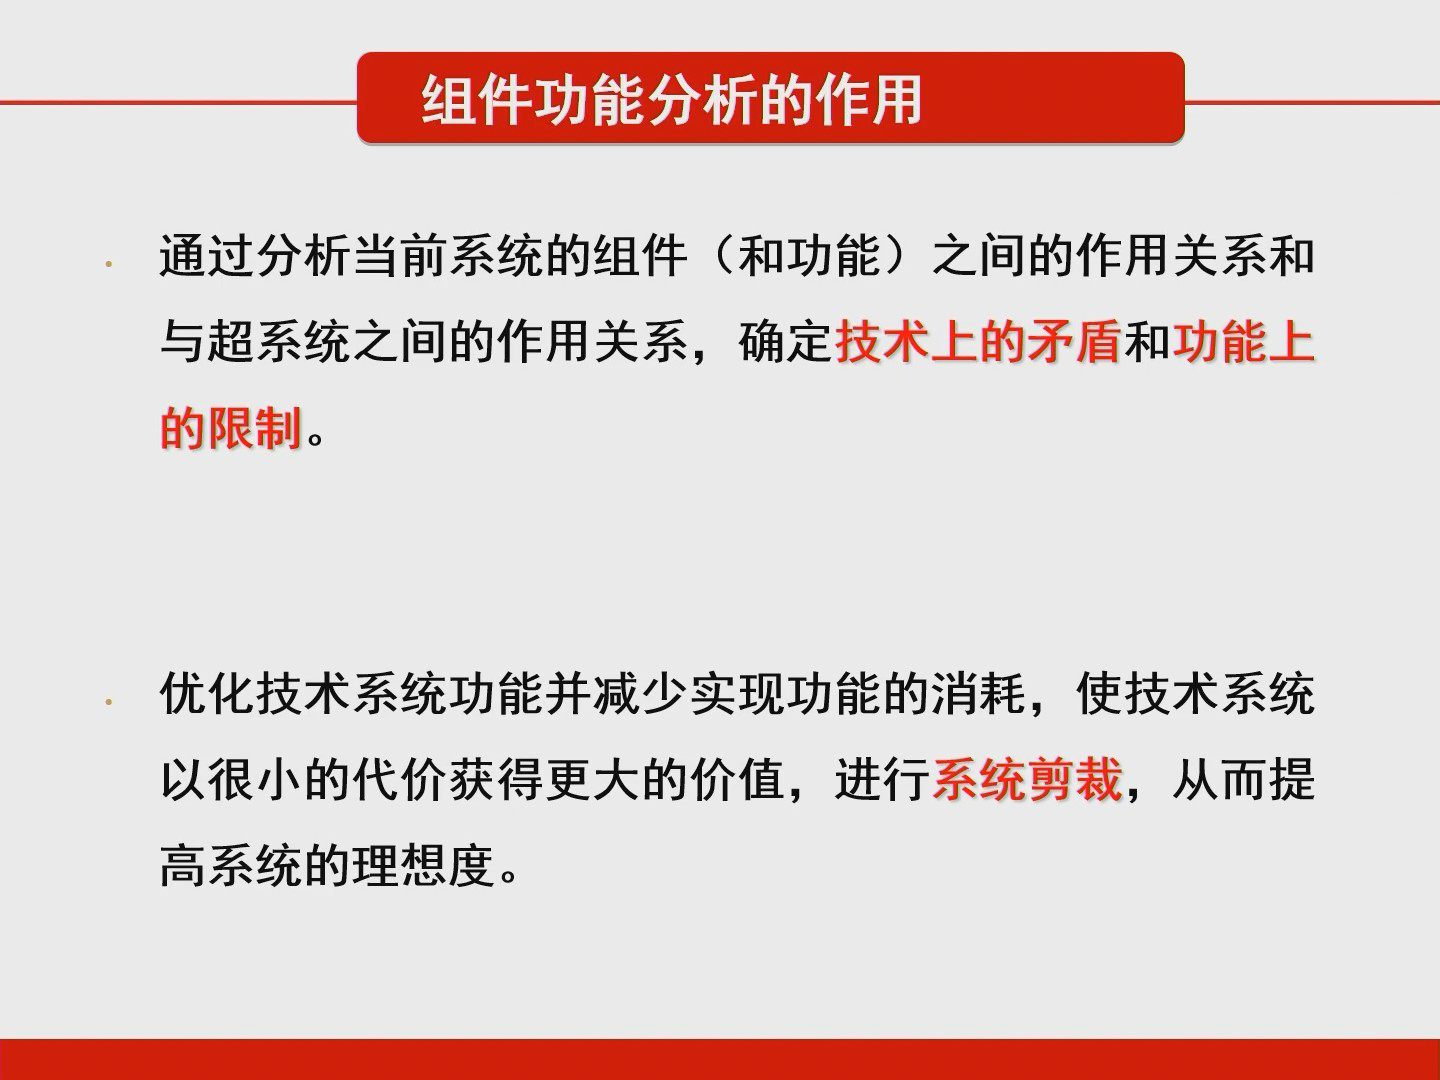 组件功能分析的作用
通过分析当前系统的组件（和功能）之间的作用关系和
与超系统之间的作用关系，确定技术上的矛盾和功能上
的限制。
优化技术系统功能并减少实现功能的消耗，使技术系统
以很小的代价获得更大的价值，进行系统剪裁，从而提
高系统的理想度。